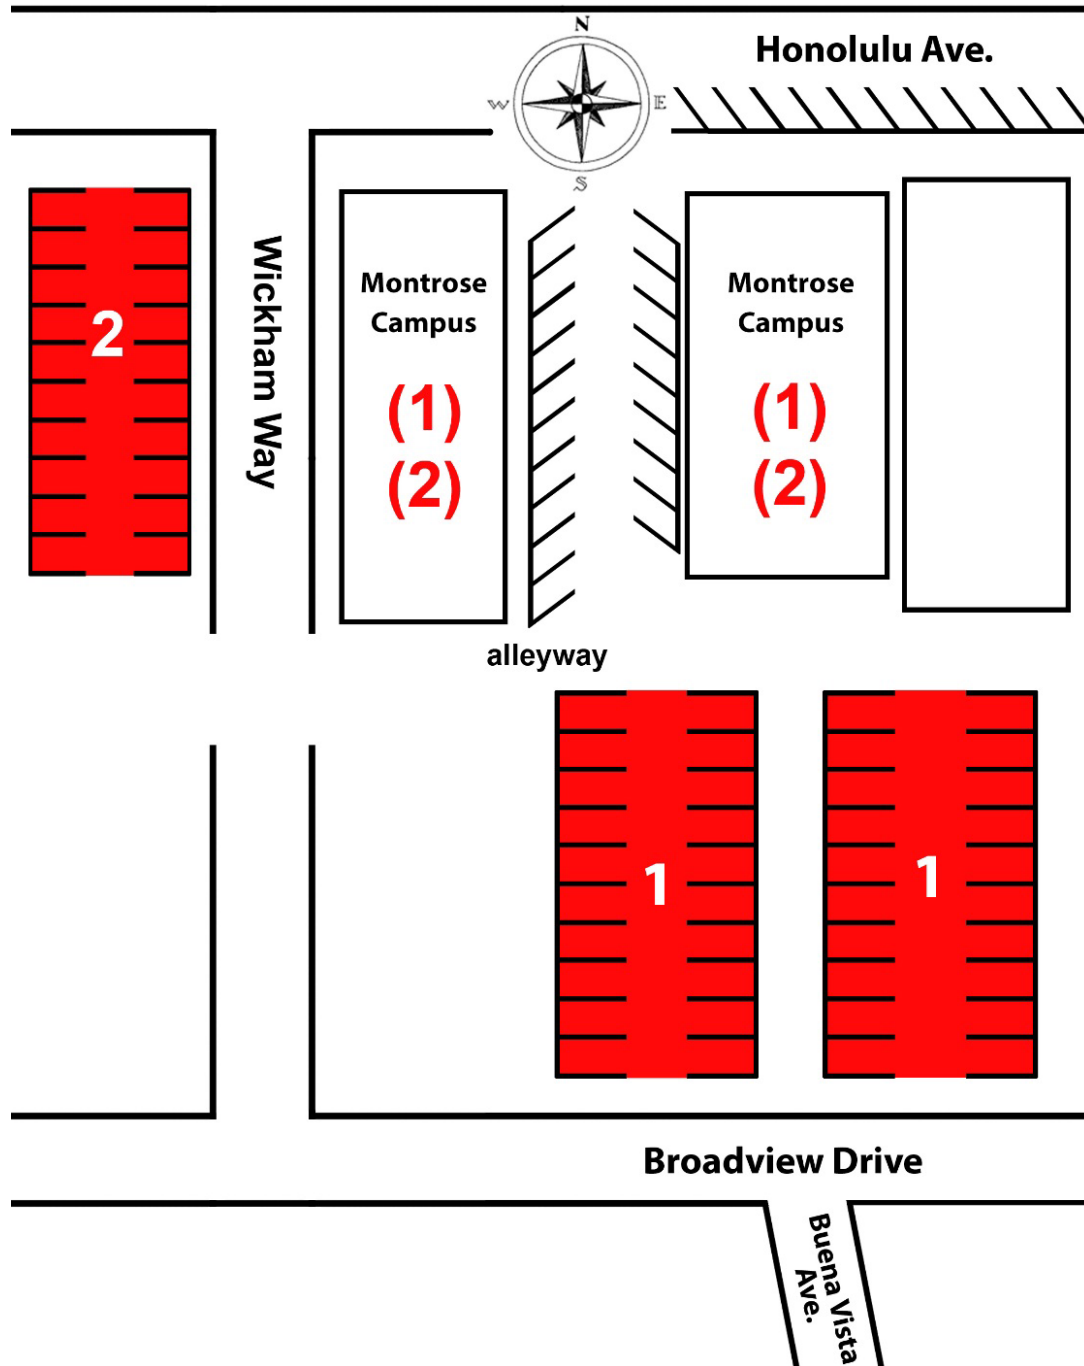 N
Honolulu Ave.
W
E
S
2
Wickham Way
Montrose
Campus
(1)
(2)
Montrose
Campus
(1)
(2)
alleyway
1
1
Broadview Drive
Buena Vista
Ave.